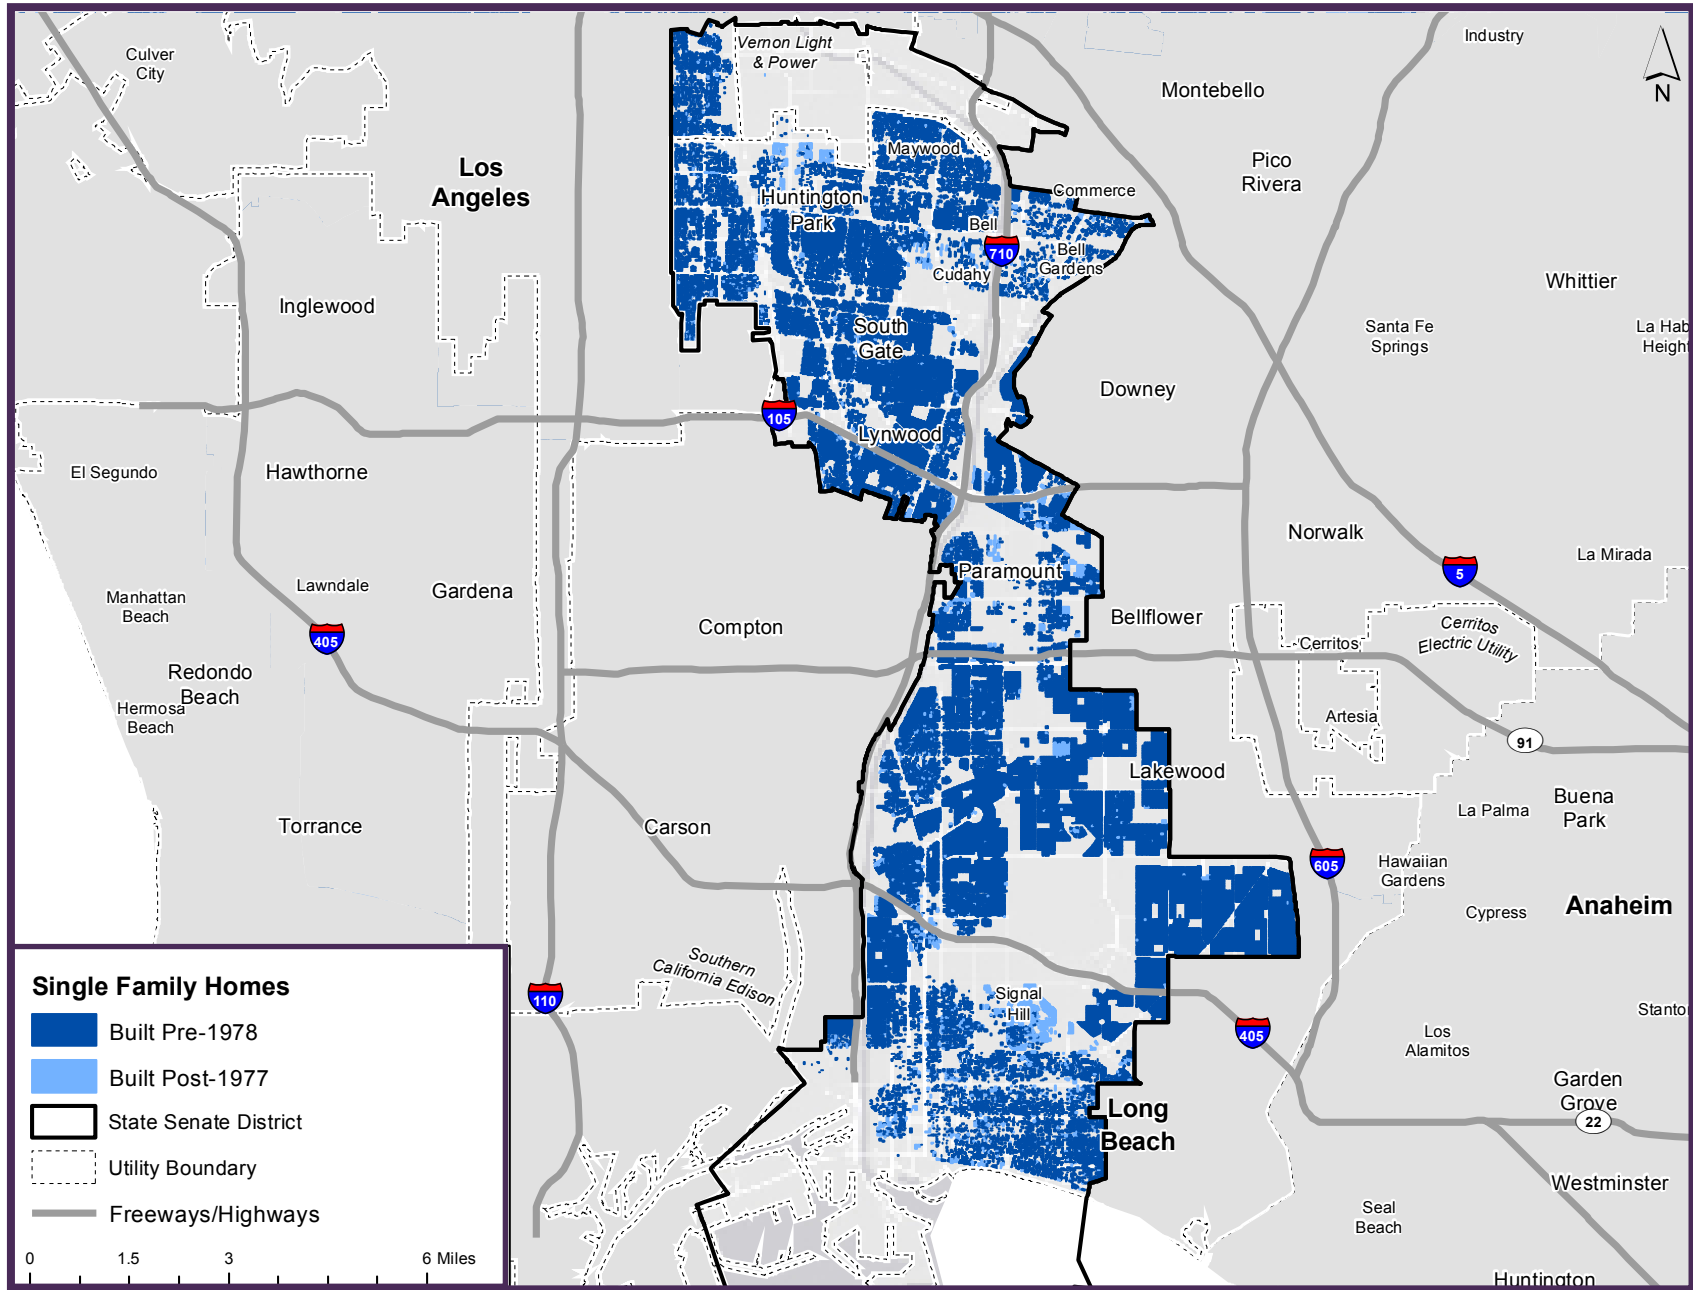 Culver
City
Vernon Light
& Power
Industry
Montebello
N
Los
Angeles
Maywood
Pico
Rivera
Commerce
Huntington
Park
Bell
710
Bell
Gardens
Cudahy
Whittier
Inglewood
South
Gate
Santa Fe
Springs
La Hab
Height
Downey
105
Lynwood
El Segundo
Hawthorne
Norwalk
La Mirada
5
Paramount
Lawndale
Gardena
Manhattan
Beach
Compton
Bellflower
405
Cerritos
Cerritos
Electric Utility
Redondo
Beach
Hermosa
Beach
Artesia
91
Lakewood
La Palma
Buena
Park
Torrance
Carson
605
Hawaiian
Gardens
Cypress
Anaheim
Southern
California Edison
110
Signal
Hill
405
Los
Alamitos
Stanto
Garden
Grove
22
Long
Beach
Westminster
Seal
Beach
Huntington
Single Family Homes
Built Pre-1978
Built Post-1977
State Senate District
Utility Boundary
Freeways/Highways
0 1.5 3 6 Miles